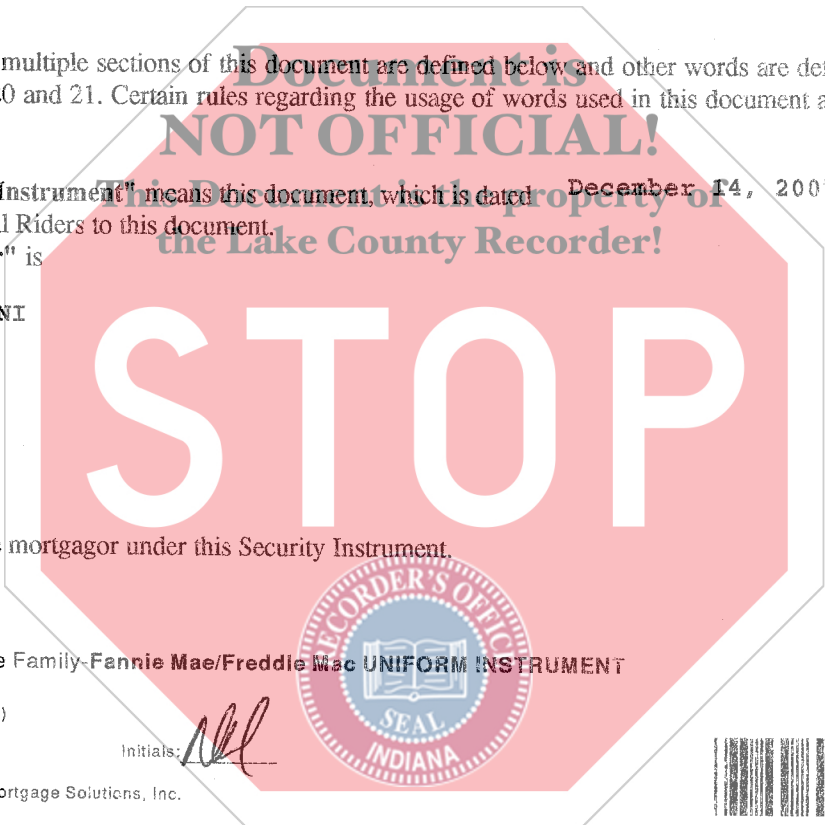 multiple sections of this document are defined below and other words are def
Document is
0 and 21. Certain rules regarding the usage of words used in this document a
NOT OFFICIAL!
Instrument" means this document, which is dated December 14, 200
This Document is the property of
l Riders to this document.
the Lake County Recorder!
" is
NI
STOP
mortgagor under this Security Instrument.
RECORDER'S OFFICE
e Family-Fannie Mae/Freddie Mac UNIFORM INSTRUMENT
)
SEAL
INDIANA
Initials:
ortgage Solutions, Inc.